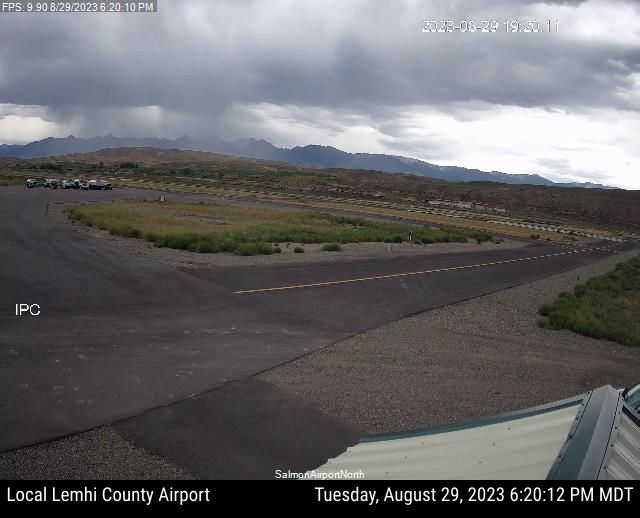 FPS: 9.90 8/29/2023 6:20:10 PM
2023-08-29 19:20:11
IPC
SalmonAirportNorth
Local Lemhi County Airport
Tuesday, August 29, 2023 6:20:12 PM MDT